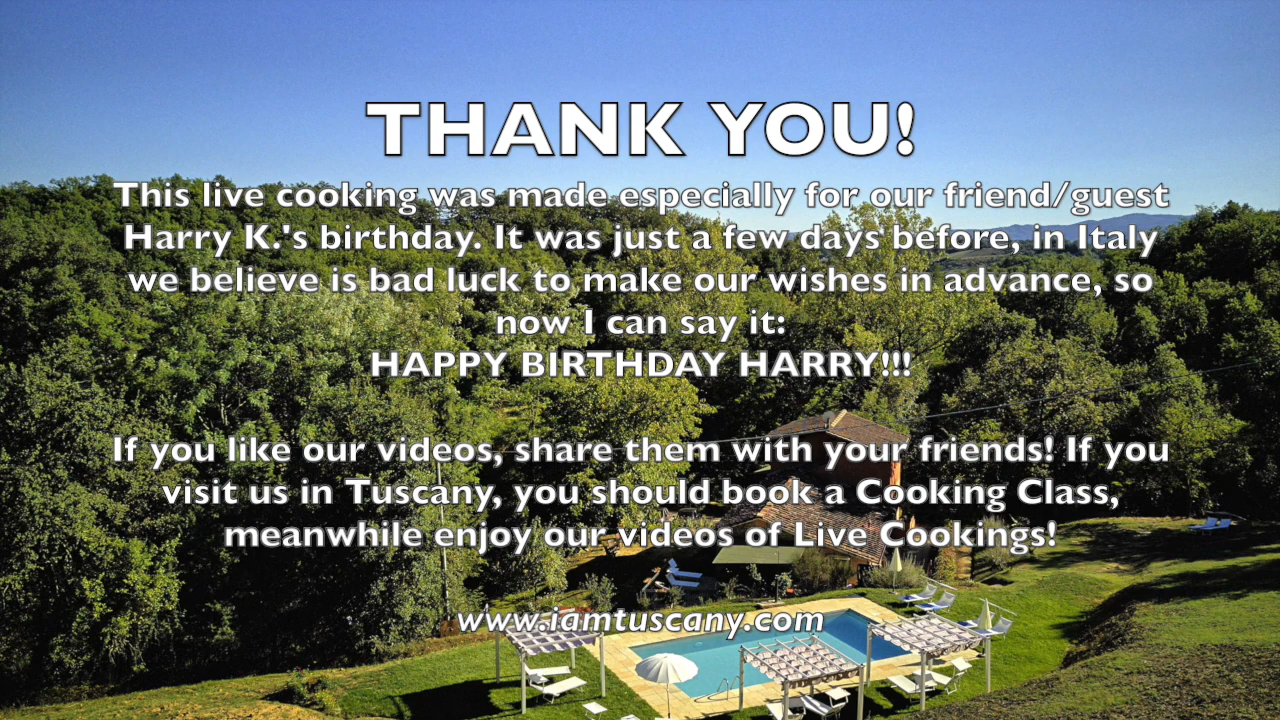 THANK YOU!
This live cooking was made especially for our friend/guest
Harry K.'s birthday. It was just a few days before, in Italy
we believe is bad luck to make our wishes in advance, so
now I can say it:
HAPPY BIRTHDAY HARRY!!!
If you like our videos, share them with your friends! If you
visit us in Tuscany, you should book a Cooking Class,
meanwhile enjoy our videos of Live Cookings!
www.iamtuscany.com